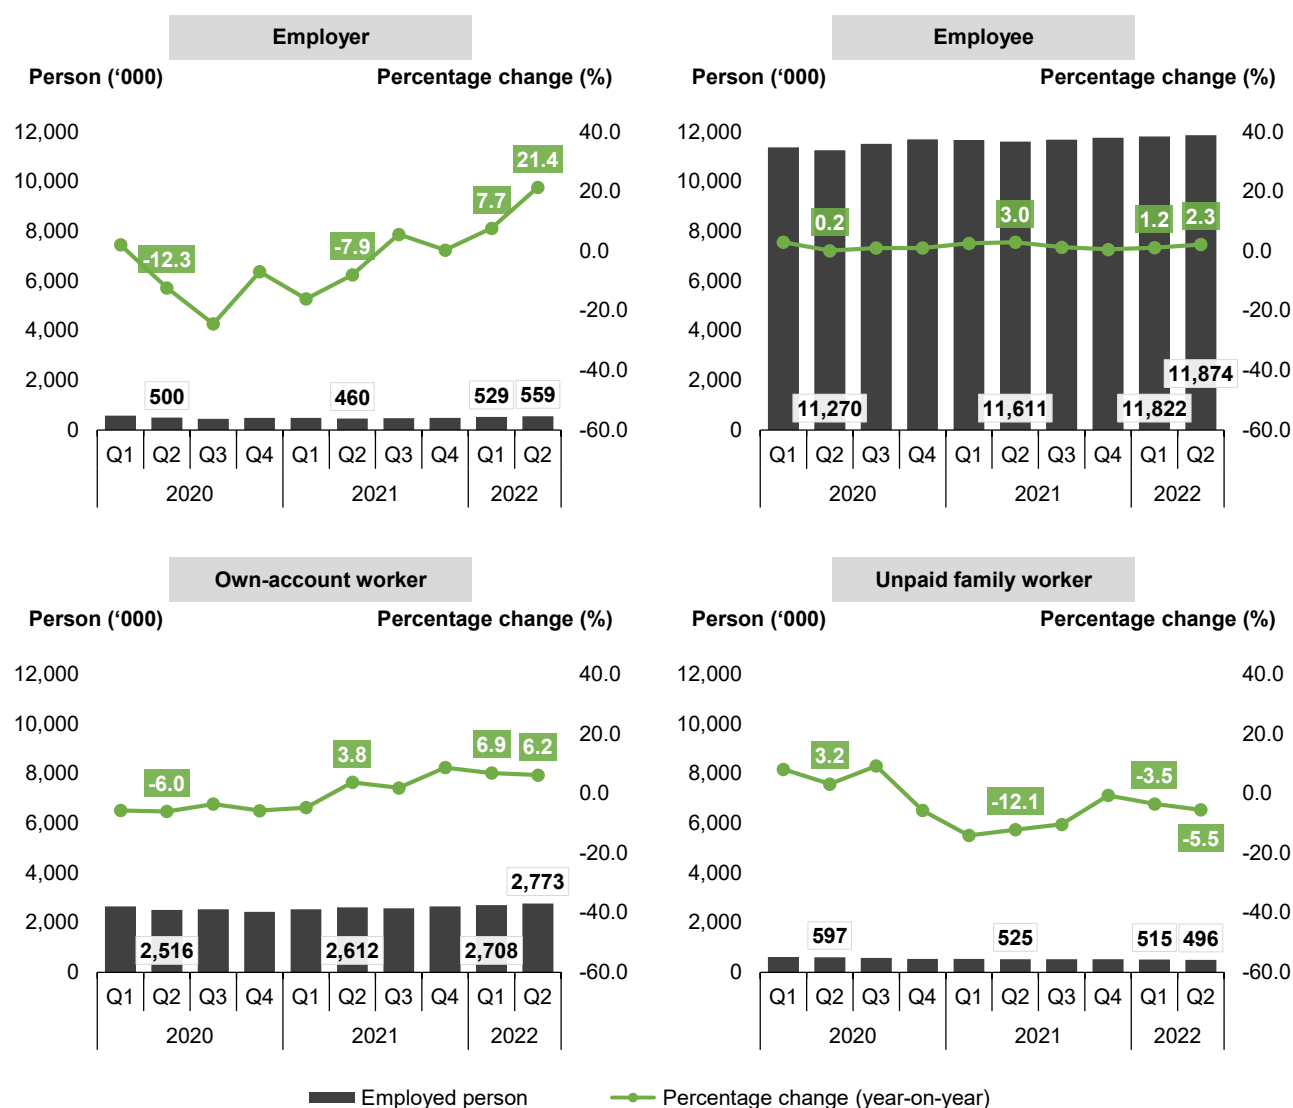 Employer
Person (‘000) Percentage change (%)
12,000 40.0
21.4
10,000 20.0
7.7
8,000 0.0
-12.3 -7.9
6,000 -20.0
4,000
-40.0
2,000
500 460 529 559
0 -60.0
Q1 Q2 Q3 Q4 Q1 Q2 Q3 Q4 Q1 Q2
2020 2021 2022
Employee
Person (‘000) Percentage change (%)
12,000 40.0
10,000 20.0
0.2 3.0 1.2 2.3
8,000 0.0
6,000 -20.0
4,000
-40.0
2,000
11,874
11,270 11,611 11,822
0 -60.0
Q1 Q2 Q3 Q4 Q1 Q2 Q3 Q4 Q1 Q2
2020 2021 2022
Own-account worker
Person (‘000) Percentage change (%)
12,000 40.0
10,000 20.0
-6.0 3.8 6.9 6.2
8,000 0.0
6,000 -20.0
4,000
2,773
-40.0
2,000
2,516 2,612 2,708
0 -60.0
Q1 Q2 Q3 Q4 Q1 Q2 Q3 Q4 Q1 Q2
2020 2021 2022
Unpaid family worker
Person (‘000) Percentage change (%)
12,000 40.0
10,000 20.0
3.2 -12.1 -3.5
8,000 0.0
-5.5
6,000 -20.0
4,000
-40.0
2,000
597 525 515 496
0 -60.0
Q1 Q2 Q3 Q4 Q1 Q2 Q3 Q4 Q1 Q2
2020 2021 2022
Employed person Percentage change (year-on-year)